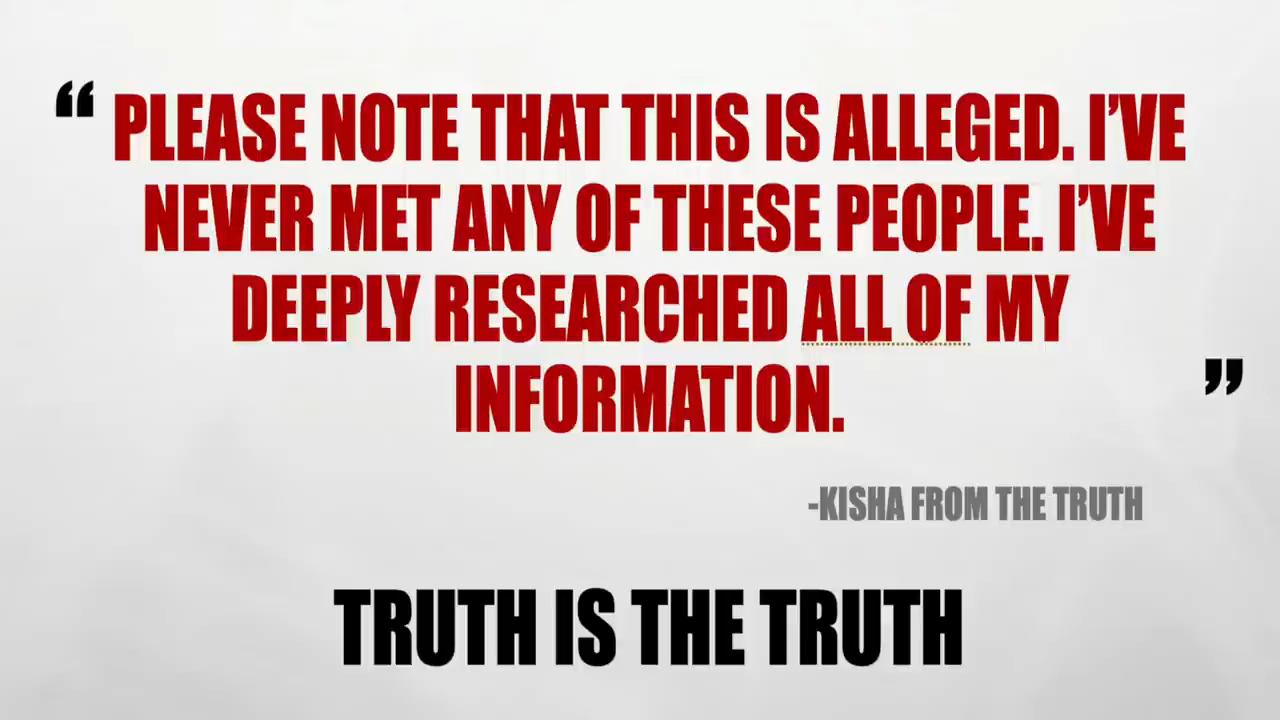 “ PLEASE NOTE THAT THIS IS ALLEGED. I’VE
NEVER MET ANY OF THESE PEOPLE. I’VE
DEEPLY RESEARCHED ALL OF MY
INFORMATION. ”
-KISHA FROM THE TRUTH
TRUTH IS THE TRUTH